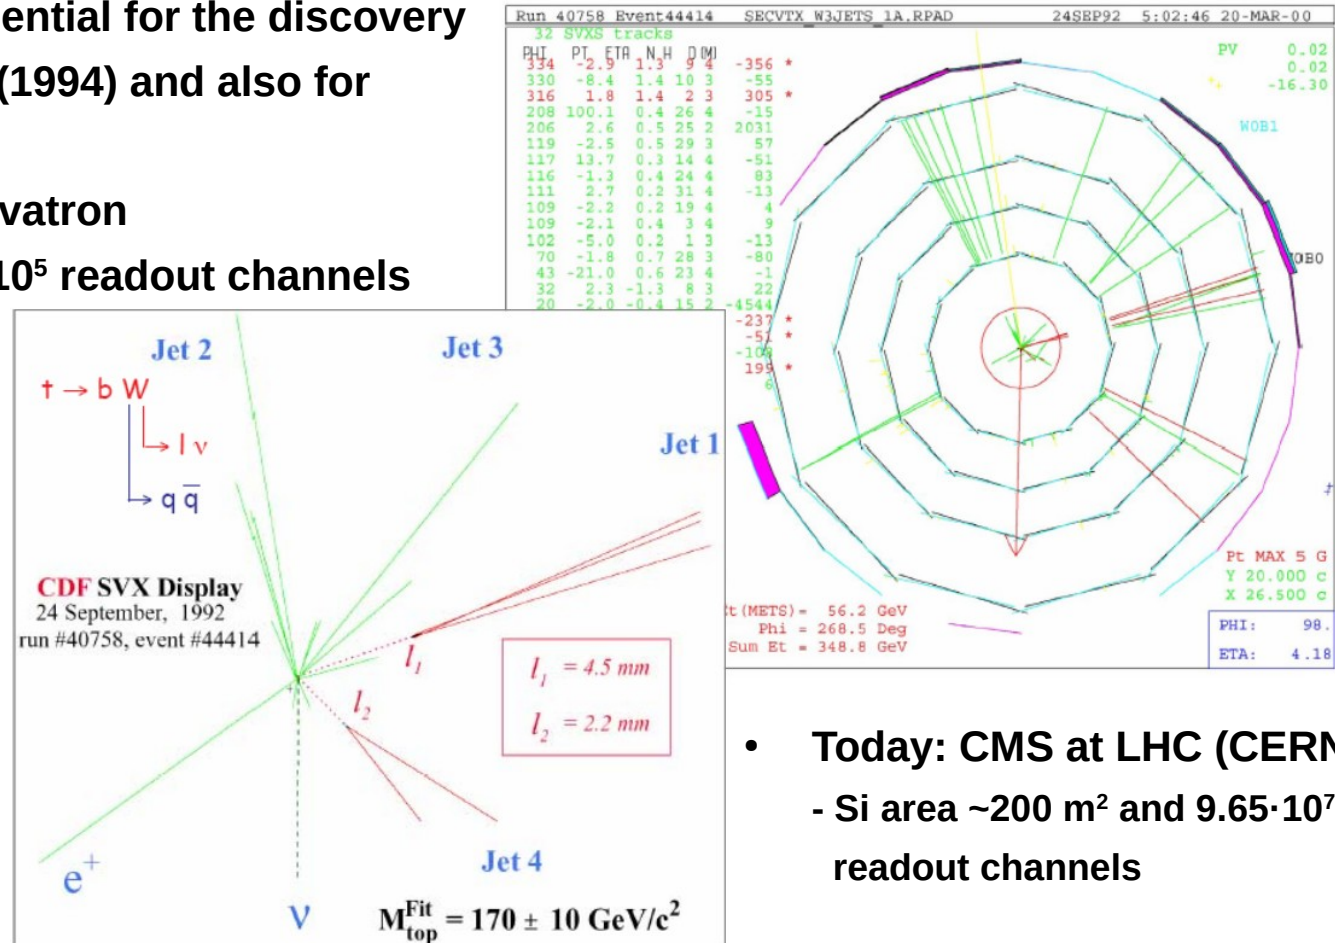 ential for the discovery
(1994) and also for
vatron
10⁵ readout channels
Run 40758 Event44414 SECVTX_W3JETS_1A.RPAD 24SEP92 5:02:46 20-MAR-00
32 SVXS tracks
PHI PT ETA N H D
334 -2.9 1.3 9 4 -356 *
330 -8.4 1.4 10 3 -55
316 1.8 1.4 2 3 305 *
208 100.1 0.4 26 4 -15
206 2.6 0.5 25 2 2031
119 -2.5 0.5 29 3 57
117 13.7 0.3 14 4 -51
116 -1.3 0.4 24 4 83
111 2.7 0.2 31 4 -13
109 -2.2 0.2 19 4 4
109 -2.1 0.4 3 4 9
102 -5.0 0.2 1 3 -13
70 -1.8 0.7 28 3 -80
43 -21.0 0.6 23 4 -1
32 2.3 -1.3 8 3 22
20 -2.0 -0.4 15 2 -4544
-237 *
-51 *
199 *
6
PV 0.02
0.02
-16.30
WOB1
Pt MAX 5 G
Y 20.000 c
X 26.500 c
PHI: 98.
ETA: 4.18
t(METS)= 56.2 GeV
Phi = 268.5 Deg
Sum Et = 348.8 GeV
Jet 2
Jet 3
t → b W
Jet 1
l ν
q q̅
CDF SVX Display
24 September, 1992
run #40758, event #44414
l₁
l₁ = 4.5 mm
l₂
l₂ = 2.2 mm
Jet 4
e⁺
ν
M_top^Fit = 170 ± 10 GeV/c²
• Today: CMS at LHC (CERN
- Si area ~200 m² and 9.65·10⁷
readout channels